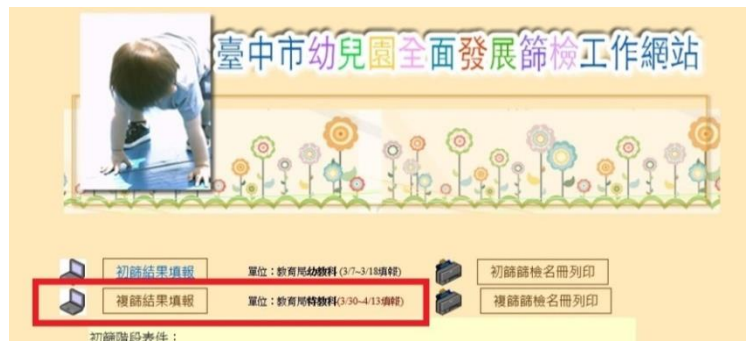 臺中市幼兒園全面發展篩檢工作網站
初篩結果填報 單位：教育局幼教科 (3/7~3/18填報) 初篩篩檢名冊列印
複篩結果填報 單位：教育局特教科(3/30~4/13填報) 複篩篩檢名冊列印
初篩階段表件：